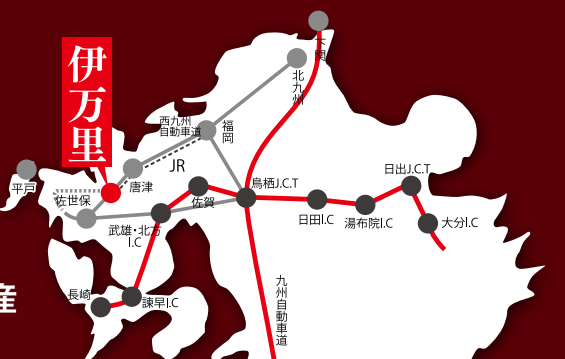 下関
北九州
伊万里
西九州
自動車道
福岡
JR
平戸
唐津
佐世保
佐賀
鳥栖J.C.T
日出J.C.T
日田I.C
湯布院I.C
大分I.C
武雄・北方
I.C
長崎
諫早I.C
九州自動車道
産